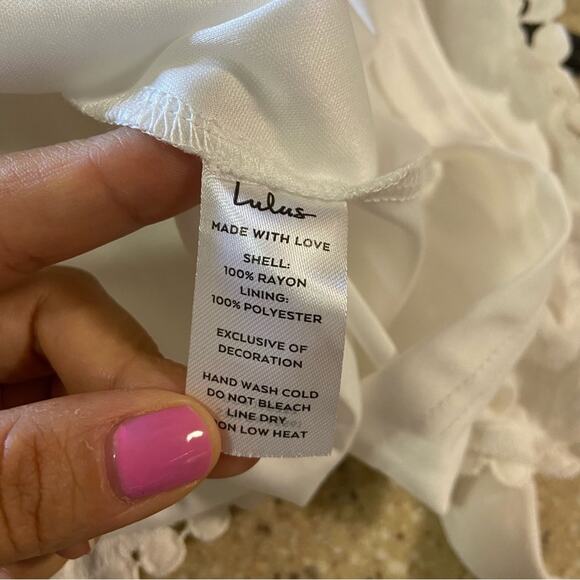 Lulus
MADE WITH LOVE
SHELL:
100% RAYON
LINING:
100% POLYESTER
EXCLUSIVE OF
DECORATION
HAND WASH COLD
DO NOT BLEACH
LINE DRY
ON LOW HEAT